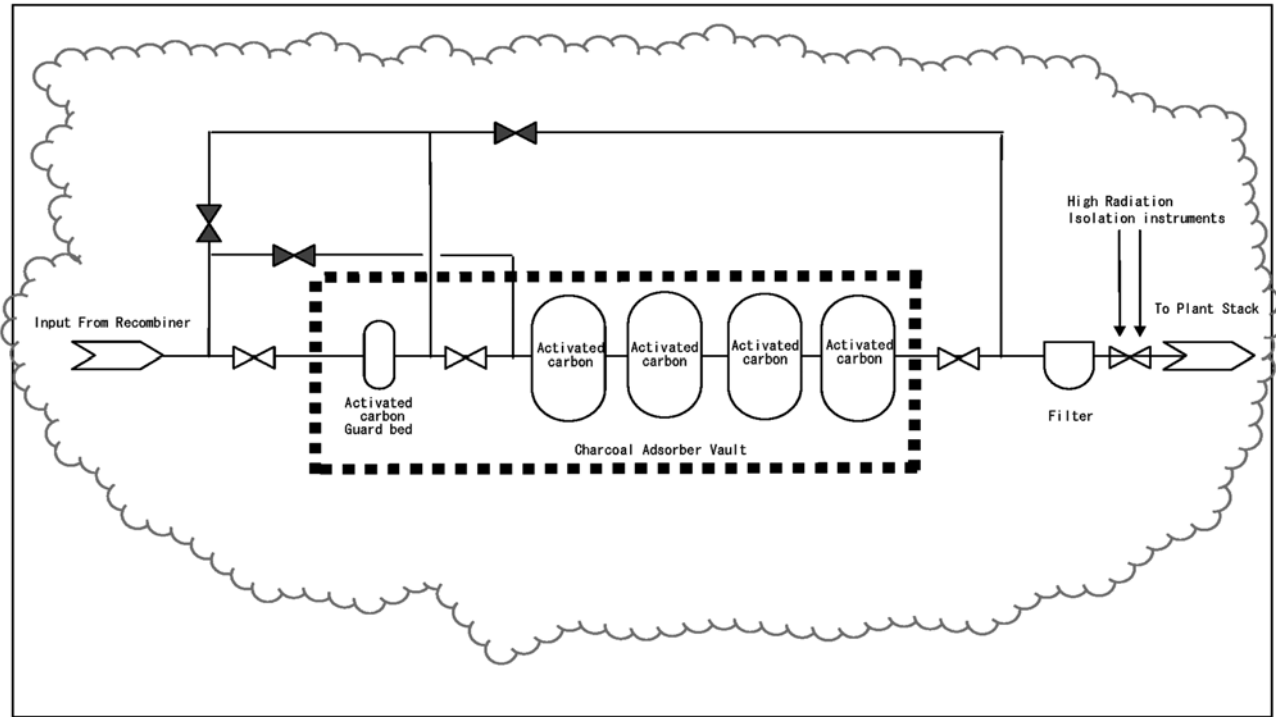 High Radiation
Isolation instruments
Input From Recombiner
To Plant Stack
Activated
carbon
Activated
carbon
Activated
carbon
Activated
carbon
Activated
carbon
Guard bed
Filter
Charcoal Adsorber Vault